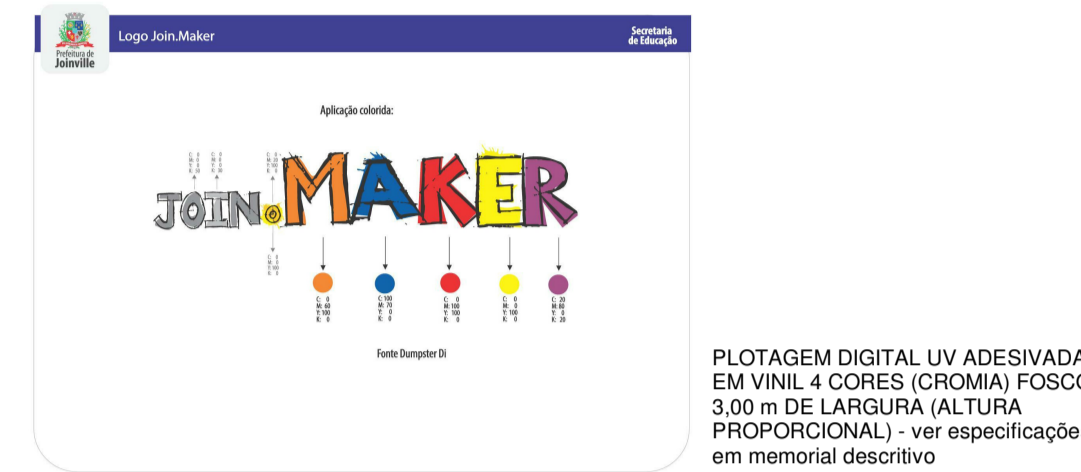 Prefeitura de
Joinville
Logo Join.Maker
Secretaria
de Educação
Aplicação colorida:
JOIN.MAKER
C: 0
M: 60
Y: 100
K: 0
C: 100
M: 70
Y: 0
K: 0
C: 0
M: 100
Y: 100
K: 0
C: 0
M: 0
Y: 100
K: 0
C: 20
M: 80
Y: 0
K: 20
Fonte Dumpster Di
PLOTAGEM DIGITAL UV ADESIVADA
EM VINIL 4 CORES (CROMIA) FOSCO
3,00 m DE LARGURA (ALTURA
PROPORCIONAL) - ver especificaçõe
em memorial descritivo